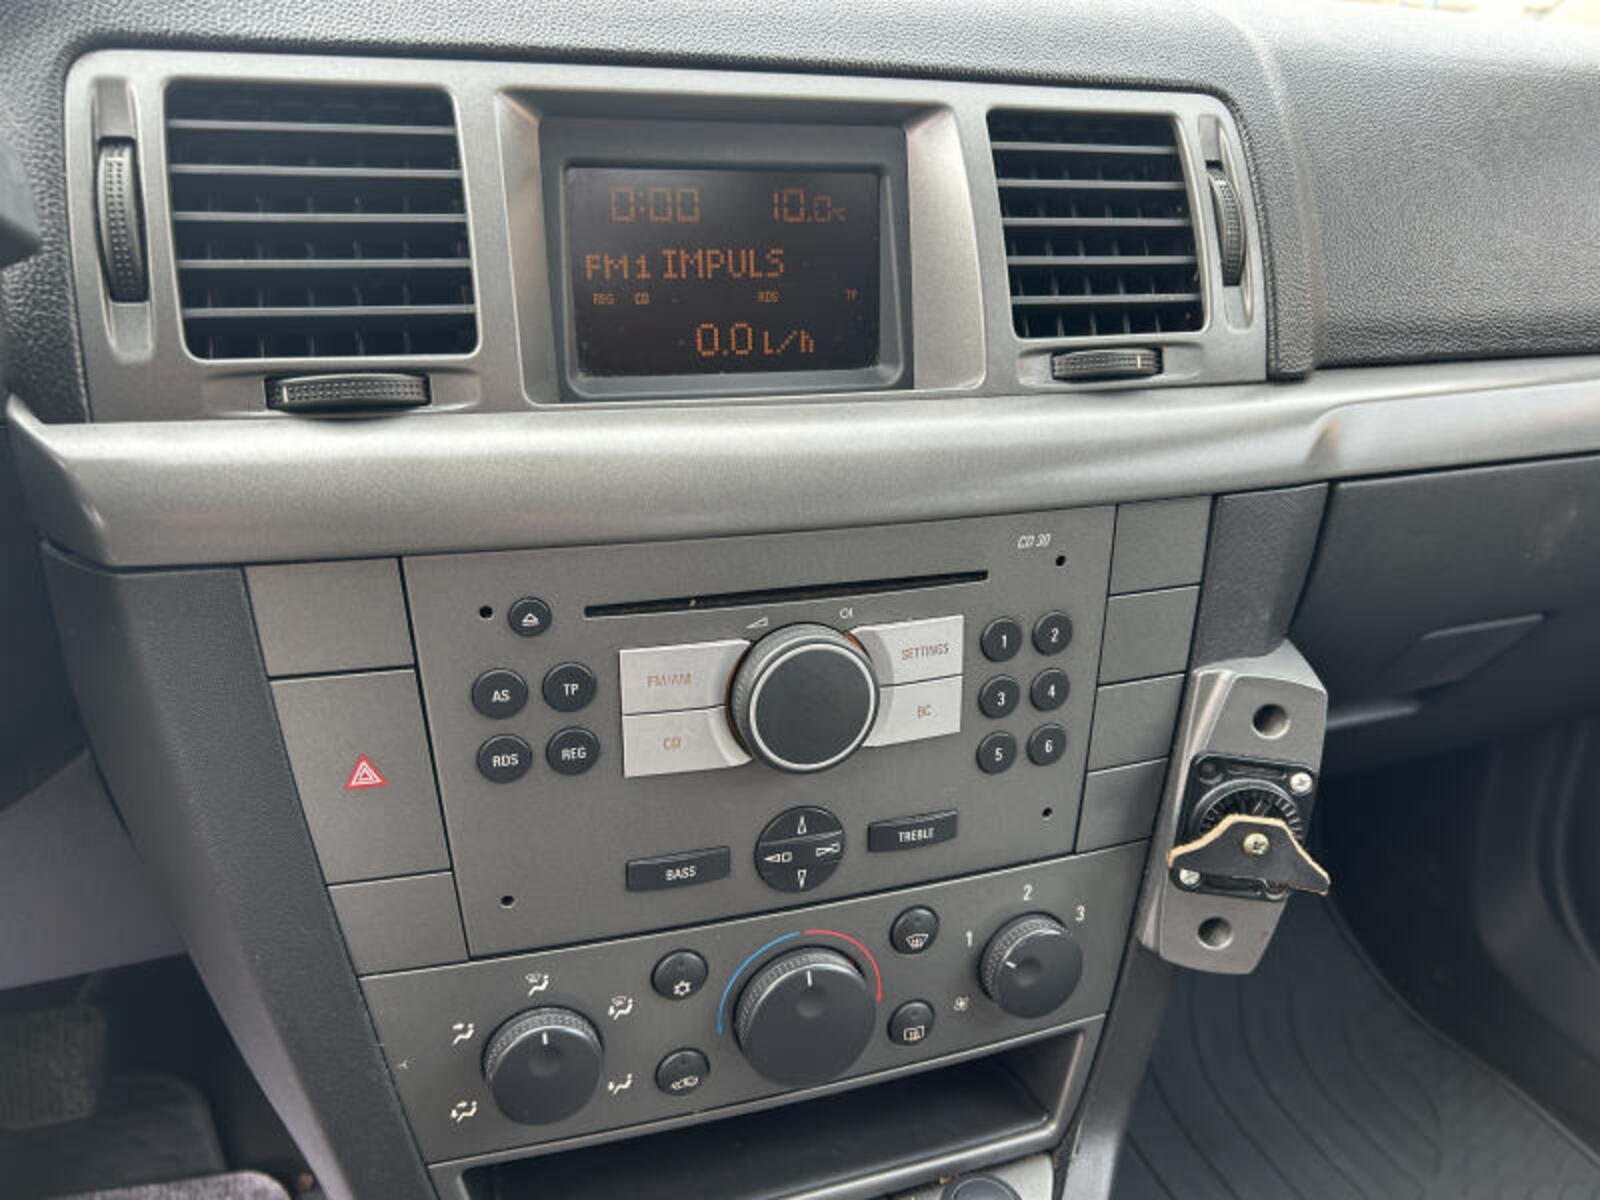 0:00 10.0°C
FM1 IMPULS
REG CD RDS TP
0.0 l/h
CD 30
FM/AM SETTINGS 1 2
AS TP
CD BC 3 4
RDS REG 5 6
BASS TREBLE
1 2 3